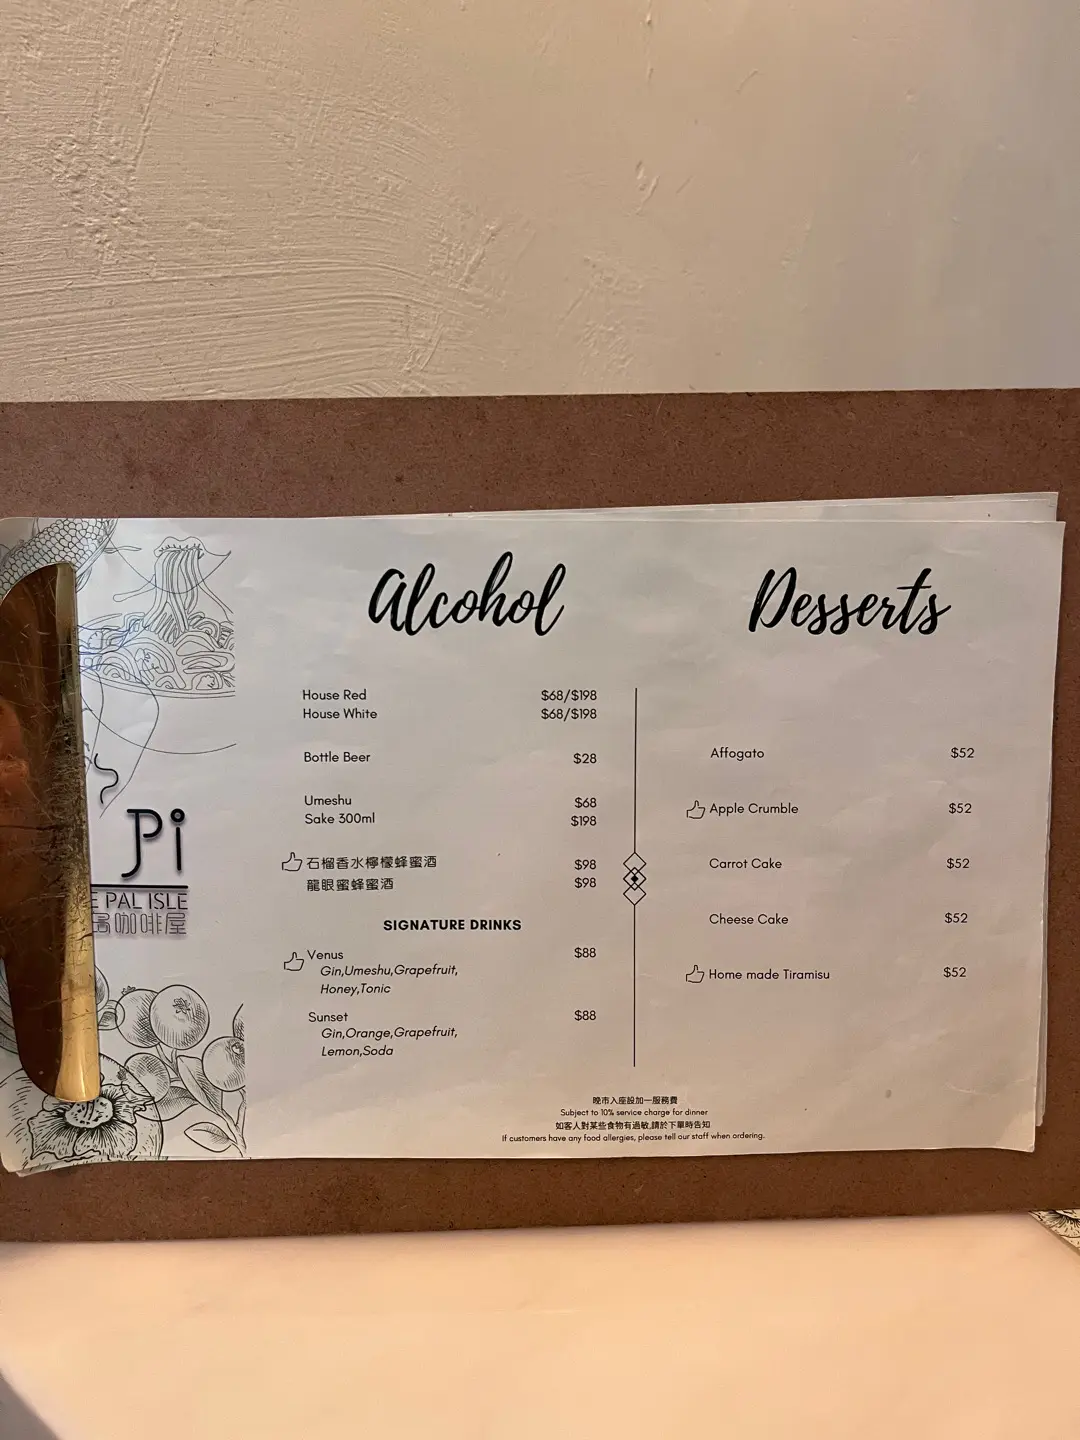 Alcohol
House Red $68/$198
House White $68/$198
Bottle Beer $28
Umeshu $68
Sake 300ml $198
石榴香水檸檬蜂蜜酒 $98
龍眼蜜蜂蜜酒 $98
SIGNATURE DRINKS
Venus $88
Gin,Umeshu,Grapefruit,
Honey,Tonic
Sunset $88
Gin,Orange,Grapefruit,
Lemon,Soda
Desserts
Affogato $52
Apple Crumble $52
Carrot Cake $52
Cheese Cake $52
Home made Tiramisu $52
Pi
PAL ISLE
咖啡屋
晚市入座設加一服務費
Subject to 10% service charge for dinner
如客人對某些食物有過敏,請於下單時告知
If customers have any food allergies, please tell our staff when ordering.